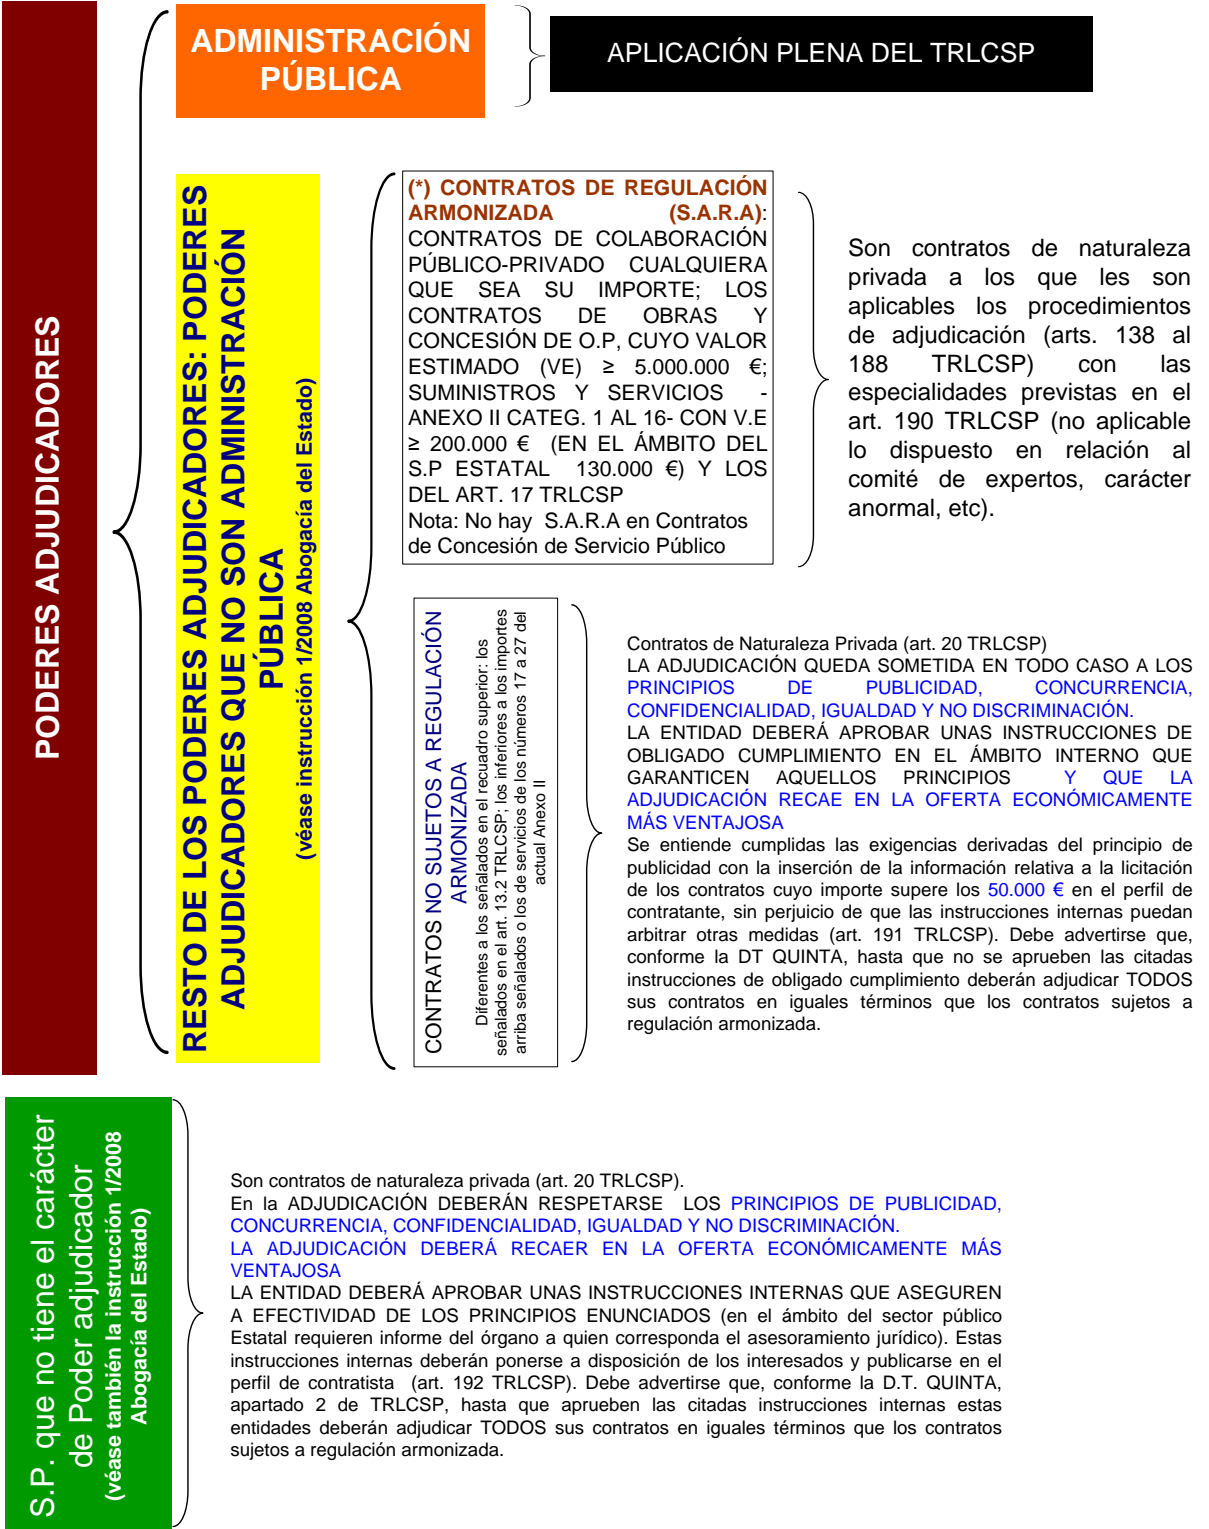 PODERES ADJUDICADORES
ADMINISTRACIÓN
PÚBLICA
APLICACIÓN PLENA DEL TRLCSP
RESTO DE LOS PODERES ADJUDICADORES: PODERES
ADJUDICADORES QUE NO SON ADMINISTRACIÓN
PÚBLICA
(véase instrucción 1/2008 Abogacía del Estado)
(*) CONTRATOS DE REGULACIÓN
ARMONIZADA (S.A.R.A):
CONTRATOS DE COLABORACIÓN
PÚBLICO-PRIVADO CUALQUIERA
QUE SEA SU IMPORTE; LOS
CONTRATOS DE OBRAS Y
CONCESIÓN DE O.P, CUYO VALOR
ESTIMADO (VE) ≥ 5.000.000 €;
SUMINISTROS Y SERVICIOS -
ANEXO II CATEG. 1 AL 16- CON V.E
≥ 200.000 € (EN EL ÁMBITO DEL
S.P ESTATAL 130.000 €) Y LOS
DEL ART. 17 TRLCSP
Nota: No hay S.A.R.A en Contratos
de Concesión de Servicio Público
Son contratos de naturaleza
privada a los que les son
aplicables los procedimientos
de adjudicación (arts. 138 al
188 TRLCSP) con las
especialidades previstas en el
art. 190 TRLCSP (no aplicable
lo dispuesto en relación al
comité de expertos, carácter
anormal, etc).
CONTRATOS NO SUJETOS A REGULACIÓN
ARMONIZADA
Diferentes a los señalados en el recuadro superior: los
señalados en el art. 13.2 TRLCSP; los inferiores a los importes
arriba señalados o los de servicios de los números 17 a 27 del
actual Anexo II
Contratos de Naturaleza Privada (art. 20 TRLCSP)
LA ADJUDICACIÓN QUEDA SOMETIDA EN TODO CASO A LOS
PRINCIPIOS DE PUBLICIDAD, CONCURRENCIA,
CONFIDENCIALIDAD, IGUALDAD Y NO DISCRIMINACIÓN.
LA ENTIDAD DEBERÁ APROBAR UNAS INSTRUCCIONES DE
OBLIGADO CUMPLIMIENTO EN EL ÁMBITO INTERNO QUE
GARANTICEN AQUELLOS PRINCIPIOS Y QUE LA
ADJUDICACIÓN RECAE EN LA OFERTA ECONÓMICAMENTE
MÁS VENTAJOSA
Se entiende cumplidas las exigencias derivadas del principio de
publicidad con la inserción de la información relativa a la licitación
de los contratos cuyo importe supere los 50.000 € en el perfil de
contratante, sin perjuicio de que las instrucciones internas puedan
arbitrar otras medidas (art. 191 TRLCSP). Debe advertirse que,
conforme la DT QUINTA, hasta que no se aprueben las citadas
instrucciones de obligado cumplimiento deberán adjudicar TODOS
sus contratos en iguales términos que los contratos sujetos a
regulación armonizada.
S.P. que no tiene el carácter
de Poder adjudicador
(véase también la instrucción 1/2008
Abogacía del Estado)
Son contratos de naturaleza privada (art. 20 TRLCSP).
En la ADJUDICACIÓN DEBERÁN RESPETARSE LOS PRINCIPIOS DE PUBLICIDAD,
CONCURRENCIA, CONFIDENCIALIDAD, IGUALDAD Y NO DISCRIMINACIÓN.
LA ADJUDICACIÓN DEBERÁ RECAER EN LA OFERTA ECONÓMICAMENTE MÁS
VENTAJOSA
LA ENTIDAD DEBERÁ APROBAR UNAS INSTRUCCIONES INTERNAS QUE ASEGUREN
A EFECTIVIDAD DE LOS PRINCIPIOS ENUNCIADOS (en el ámbito del sector público
Estatal requieren informe del órgano a quien corresponda el asesoramiento jurídico). Estas
instrucciones internas deberán ponerse a disposición de los interesados y publicarse en el
perfil de contratista (art. 192 TRLCSP). Debe advertirse que, conforme la D.T. QUINTA,
apartado 2 de TRLCSP, hasta que aprueben las citadas instrucciones internas estas
entidades deberán adjudicar TODOS sus contratos en iguales términos que los contratos
sujetos a regulación armonizada.